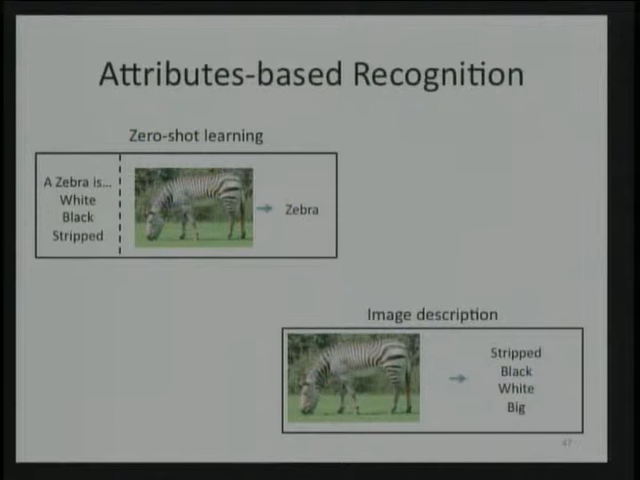 Attributes-based Recognition
Zero-shot learning
A Zebra is...
White
Black
Stripped
Zebra
Image description
Stripped
Black
White
Big
47